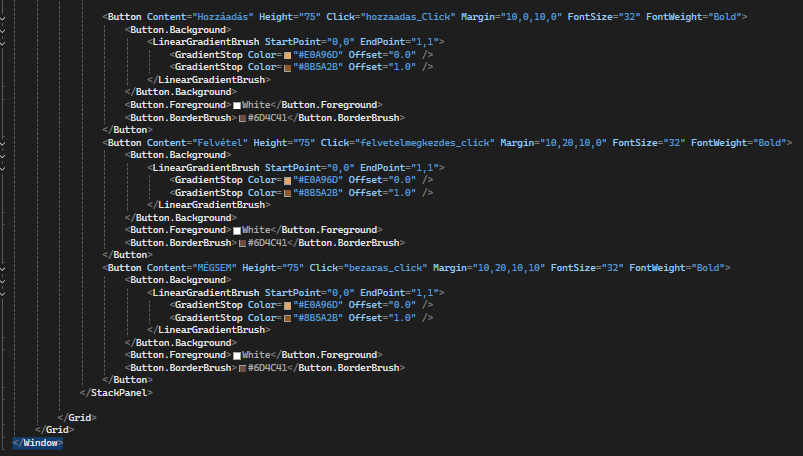 <Button Content="Hozzáadás" Height="75" Click="hozzaadas_Click" Margin="10,0,10,0" FontSize="32" FontWeight="Bold">
<Button.Background>
<LinearGradientBrush StartPoint="0,0" EndPoint="1,1">
<GradientStop Color="#E0A96D" Offset="0.0" />
<GradientStop Color="#8B5A2B" Offset="1.0" />
</LinearGradientBrush>
</Button.Background>
<Button.Foreground>White</Button.Foreground>
<Button.BorderBrush>#6D4C41</Button.BorderBrush>
</Button>
<Button Content="Felvétel" Height="75" Click="felvetelmegkezdes_click" Margin="10,20,10,0" FontSize="32" FontWeight="Bold">
<Button.Background>
<LinearGradientBrush StartPoint="0,0" EndPoint="1,1">
<GradientStop Color="#E0A96D" Offset="0.0" />
<GradientStop Color="#8B5A2B" Offset="1.0" />
</LinearGradientBrush>
</Button.Background>
<Button.Foreground>White</Button.Foreground>
<Button.BorderBrush>#6D4C41</Button.BorderBrush>
</Button>
<Button Content="MÉGSEM" Height="75" Click="bezaras_click" Margin="10,20,10,10" FontSize="32" FontWeight="Bold">
<Button.Background>
<LinearGradientBrush StartPoint="0,0" EndPoint="1,1">
<GradientStop Color="#E0A96D" Offset="0.0" />
<GradientStop Color="#8B5A2B" Offset="1.0" />
</LinearGradientBrush>
</Button.Background>
<Button.Foreground>White</Button.Foreground>
<Button.BorderBrush>#6D4C41</Button.BorderBrush>
</Button>
</StackPanel>
</Grid>
</Grid>
</Window>